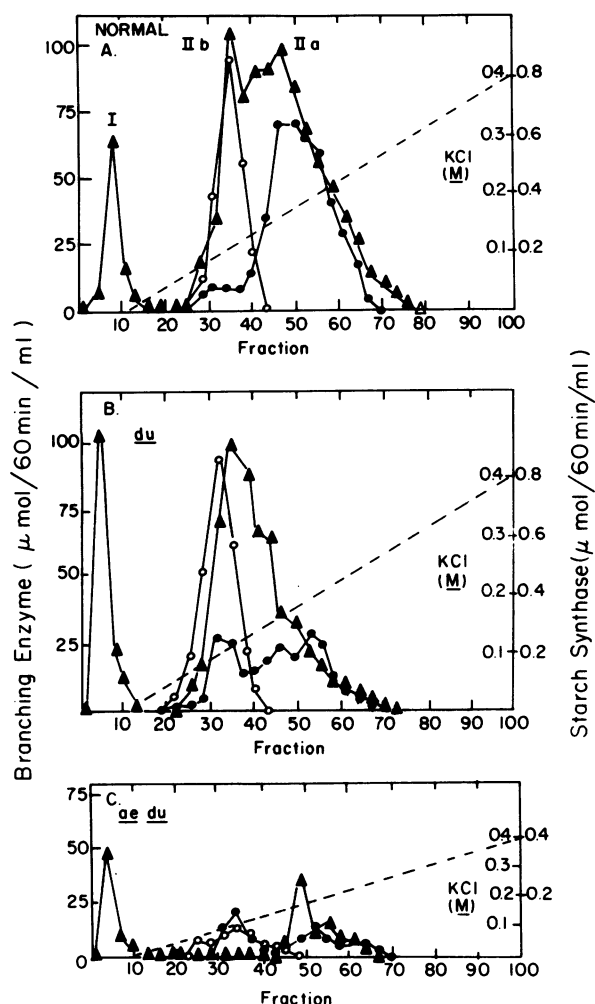 NORMAL
A.
II b
II a
I
100
75
50
25
0
0.4 0.8
0.3 0.6
0.2 0.4
0.1 0.2
KCl
(M)
10 20 30 40 50 60 70 80 90 100
Fraction
B.
du
100
75
50
25
0.4 0.8
0.3 0.6
0.2 0.4
0.1 0.2
KCl
(M)
0 10 20 30 40 50 60 70 80 90 100
Fraction
C.
ae du
75
50
25
0
0.4 0.4
0.3
0.2 0.2
0.1
KCl
(M)
0 10 20 30 40 50 60 70 80 90 100
Fraction
Branching Enzyme (μ mol/60 min / ml)
Starch Synthase (μ mol/60 min/ml)